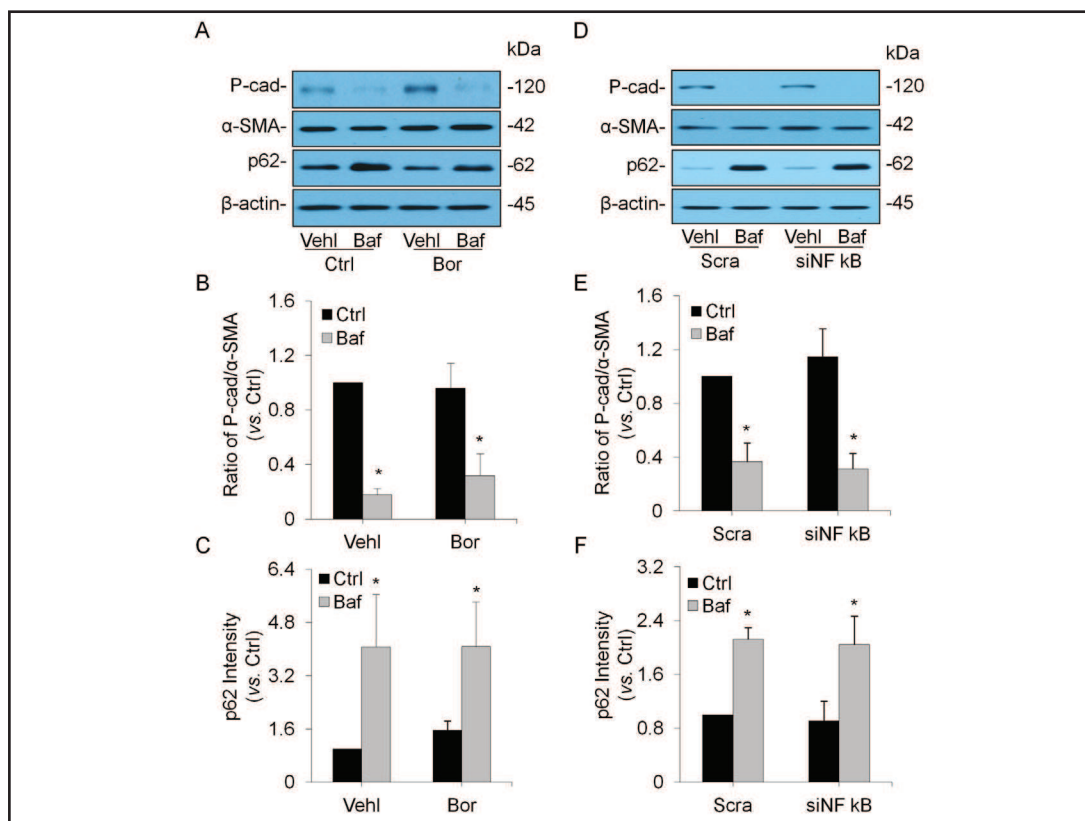 A
kDa
P-cad-
-120
α-SMA-
-42
p62-
-62
β-actin-
-45
Vehl Baf Vehl Baf
Ctrl Bor
B
1.6
1.2
0.8
0.4
0
Ratio of P-cad/α-SMA
(vs. Ctrl)
Ctrl
Baf
*
*
Vehl Bor
C
6.4
4.8
3.2
1.6
0
p62 Intensity
(vs. Ctrl)
Ctrl
Baf
*
*
Vehl Bor
D
kDa
P-cad-
-120
α-SMA-
-42
p62-
-62
β-actin-
-45
Vehl Baf Vehl Baf
Scra siNF kB
E
1.6
1.2
0.8
0.4
0
Ratio of P-cad/α-SMA
(vs. Ctrl)
Ctrl
Baf
*
*
Scra siNF kB
F
3.2
2.4
1.6
0.8
0
p62 Intensity
(vs. Ctrl)
Ctrl
Baf
*
*
Scra siNF kB